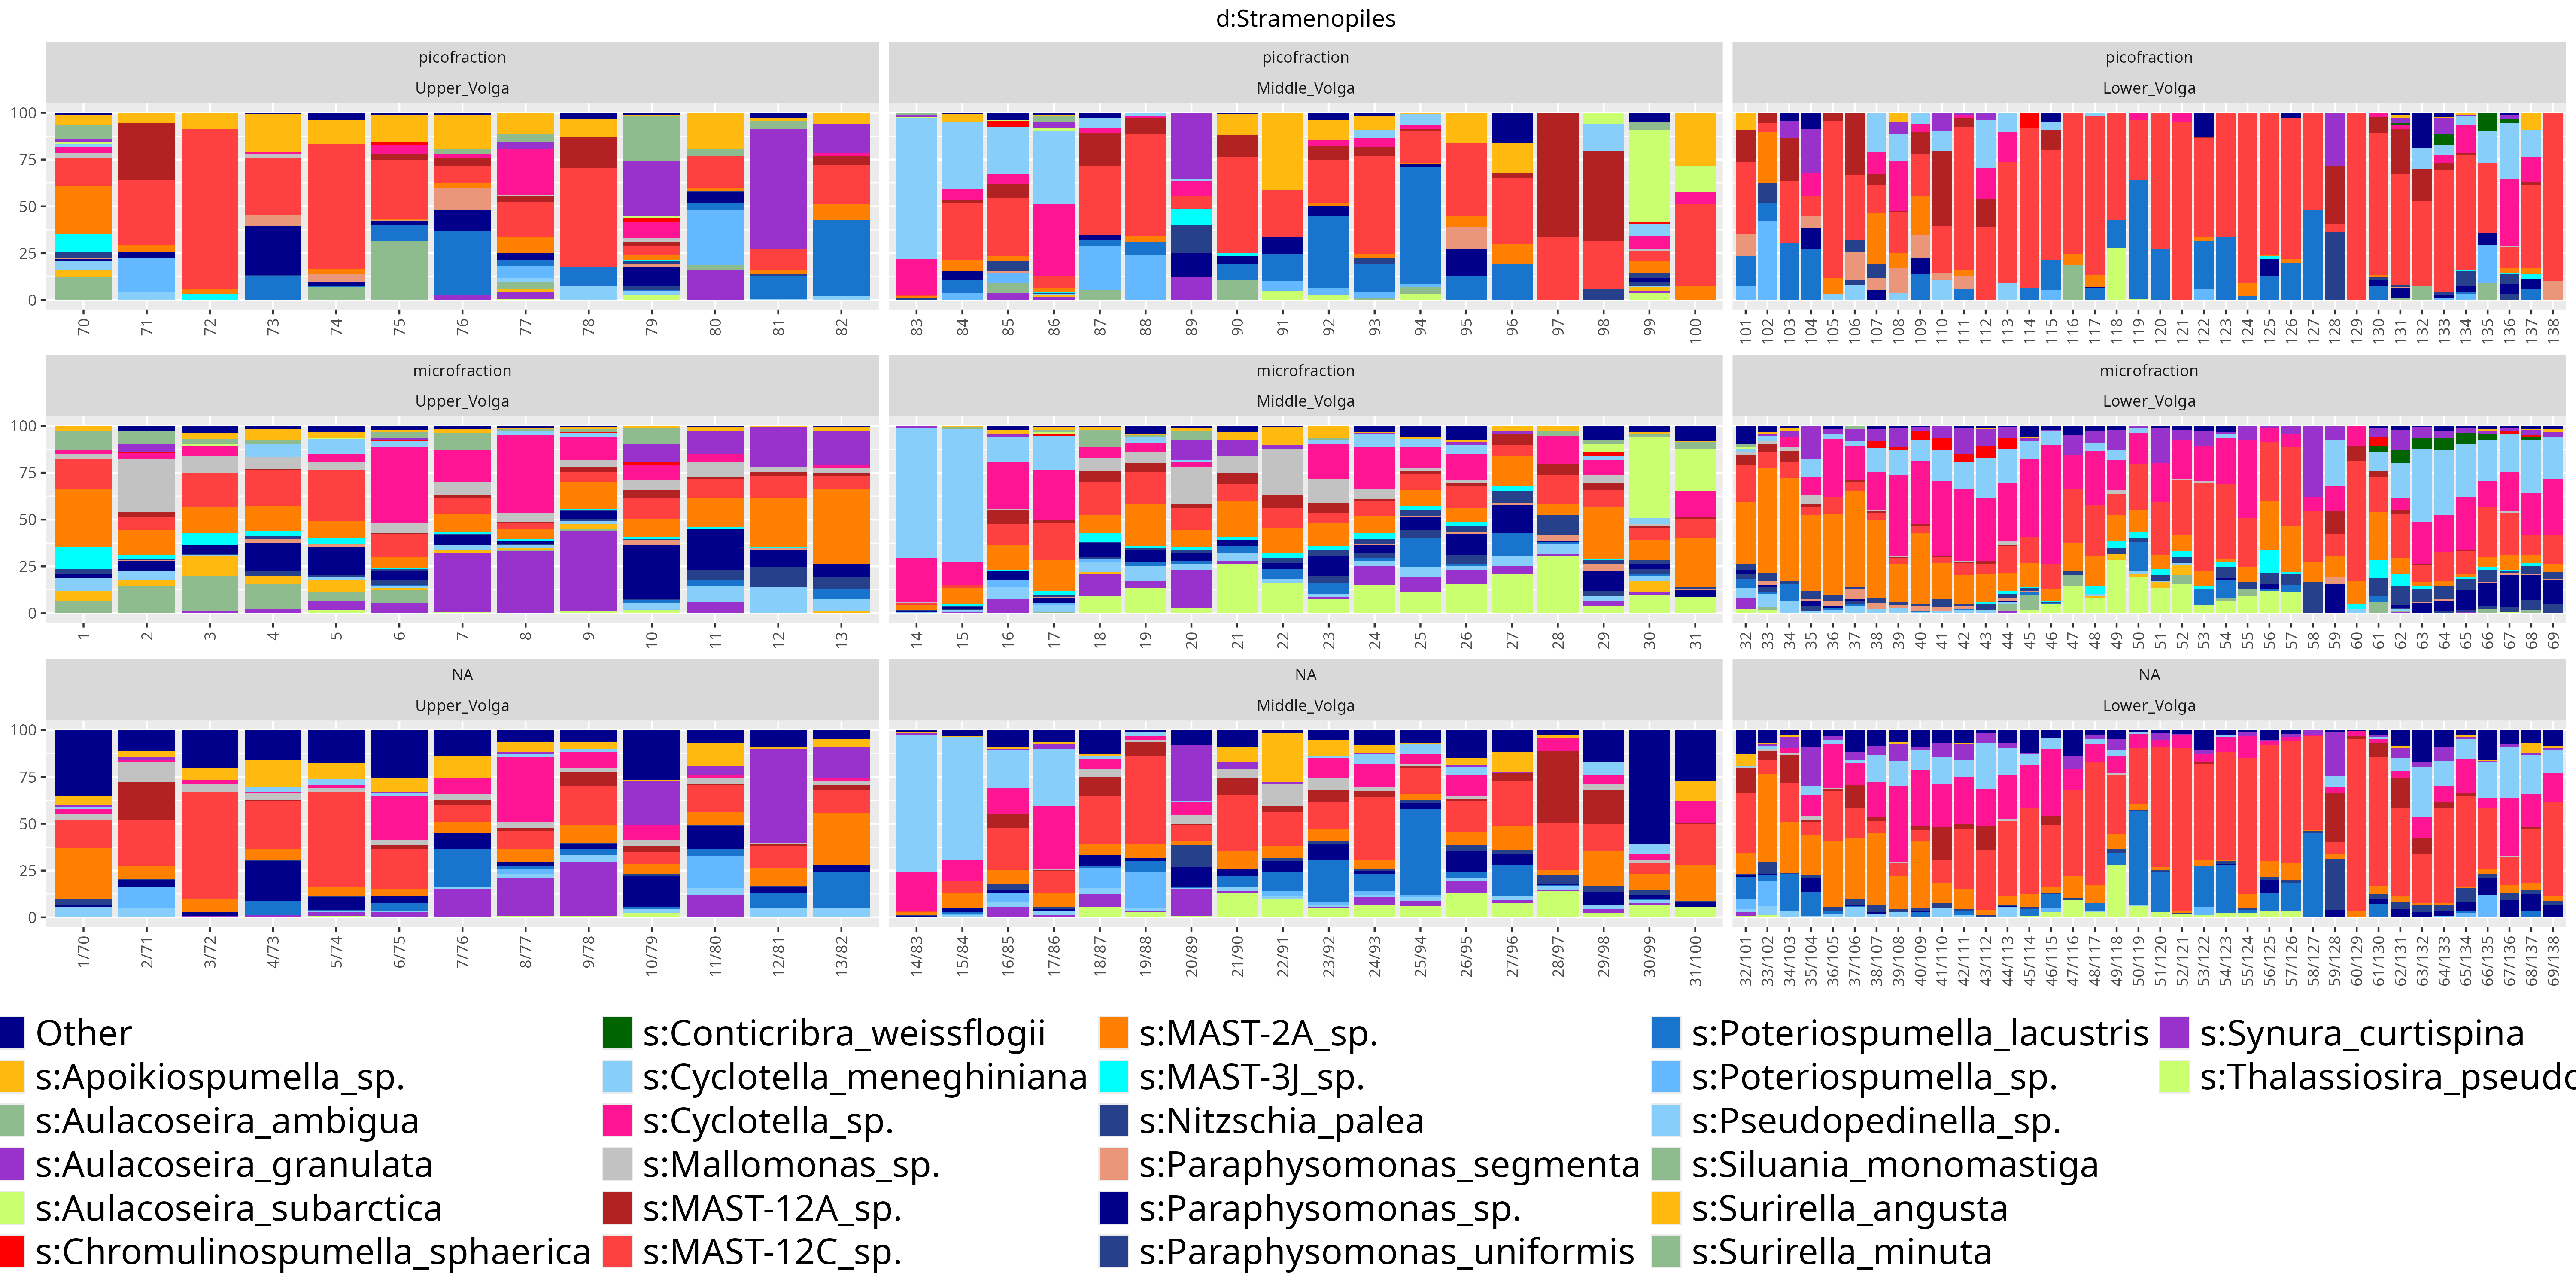 d:Stramenopiles
picofraction picofraction picofraction
Upper_Volga Middle_Volga Lower_Volga
100
75
50
25
0
70 71 72 73 74 75 76 77 78 79 80 81 82 83 84 85 86 87 88 89 90 91 92 93 94 95 96 97 98 99 100 101 102 103 104 105 106 107 108 109 110 111 112 113 114 115 116 117 118 119 120 121 122 123 124 125 126 127 128 129 130 131 132 133 134 135 136 137 138
microfraction microfraction microfraction
Upper_Volga Middle_Volga Lower_Volga
100
75
50
25
0
1 2 3 4 5 6 7 8 9 10 11 12 13 14 15 16 17 18 19 20 21 22 23 24 25 26 27 28 29 30 31 32 33 34 35 36 37 38 39 40 41 42 43 44 45 46 47 48 49 50 51 52 53 54 55 56 57 58 59 60 61 62 63 64 65 66 67 68 69
NA NA NA
Upper_Volga Middle_Volga Lower_Volga
100
75
50
25
0
1/70 2/71 3/72 4/73 5/74 6/75 7/76 8/77 9/78 10/79 11/80 12/81 13/82 14/83 15/84 16/85 17/86 18/87 19/88 20/89 21/90 22/91 23/92 24/93 25/94 26/95 27/96 28/97 29/98 30/99 31/100 32/101 33/102 34/103 35/104 36/105 37/106 38/107 39/108 40/109 41/110 42/111 43/112 44/113 45/114 46/115 47/116 48/117 49/118 50/119 51/120 52/121 53/122 54/123 55/124 56/125 57/126 58/127 59/128 60/129 61/130 62/131 63/132 64/133 65/134 66/135 67/136 68/137 69/138
Other s:Conticribra_weissflogii s:MAST-2A_sp. s:Poteriospumella_lacustris s:Synura_curtispina
s:Apoikiospumella_sp. s:Cyclotella_meneghiniana s:MAST-3J_sp. s:Poteriospumella_sp. s:Thalassiosira_pseudo
s:Aulacoseira_ambigua s:Cyclotella_sp. s:Nitzschia_palea s:Pseudopedinella_sp.
s:Aulacoseira_granulata s:Mallomonas_sp. s:Paraphysomonas_segmenta s:Siluania_monomastiga
s:Aulacoseira_subarctica s:MAST-12A_sp. s:Paraphysomonas_sp. s:Surirella_angusta
s:Chromulinospumella_sphaerica s:MAST-12C_sp. s:Paraphysomonas_uniformis s:Surirella_minuta